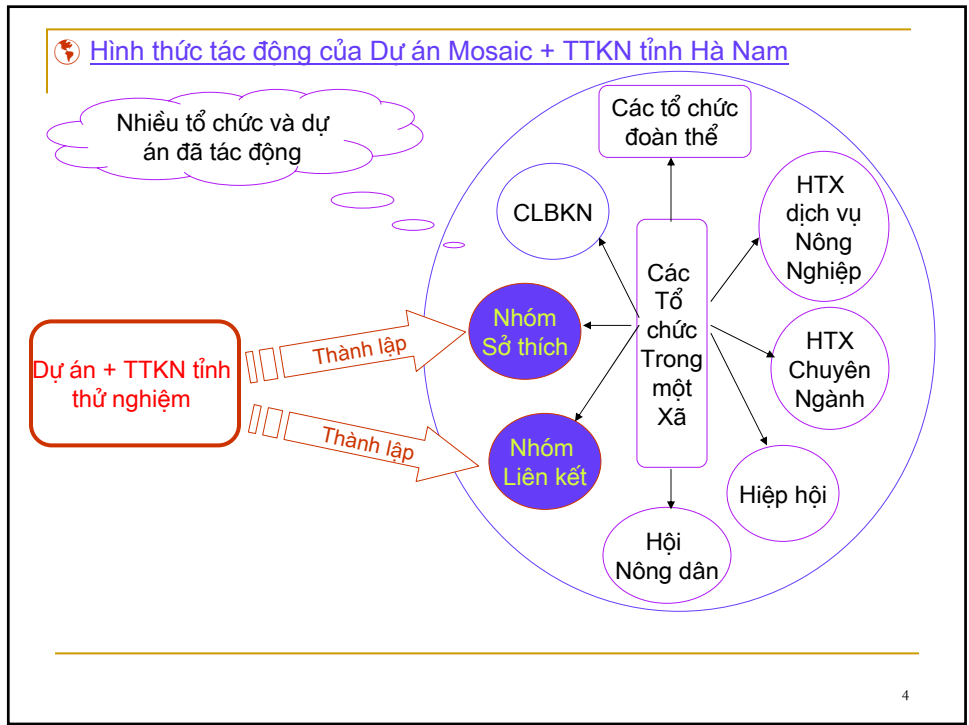 Hình thức tác động của Dự án Mosaic + TTKN tỉnh Hà Nam
Nhiều tổ chức và dự
án đã tác động
Các tổ chức
đoàn thể
CLBKN
HTX
dịch vụ
Nông
Nghiệp
Các
Tổ
chức
Trong
một
Xã
Nhóm
Sở thích
HTX
Chuyên
Ngành
Dự án + TTKN tỉnh
thử nghiệm
Thành lập
Thành lập
Nhóm
Liên kết
Hiệp hội
Hội
Nông dân
4